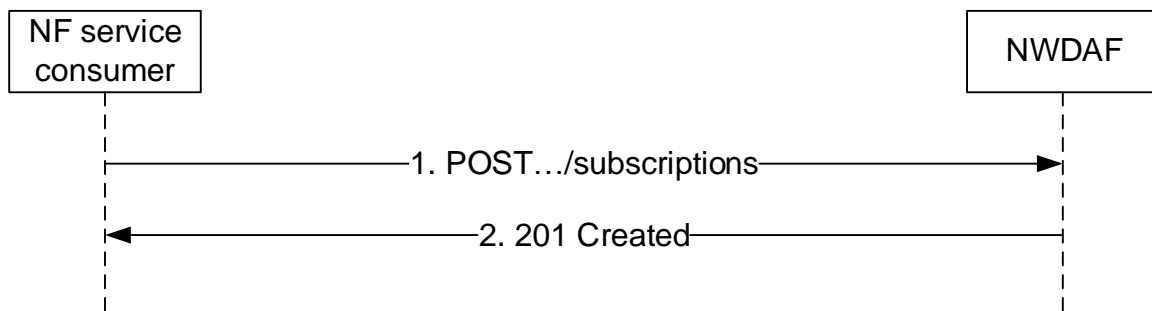 NF service
consumer
NWDAF
1. POST…/subscriptions
2. 201 Created